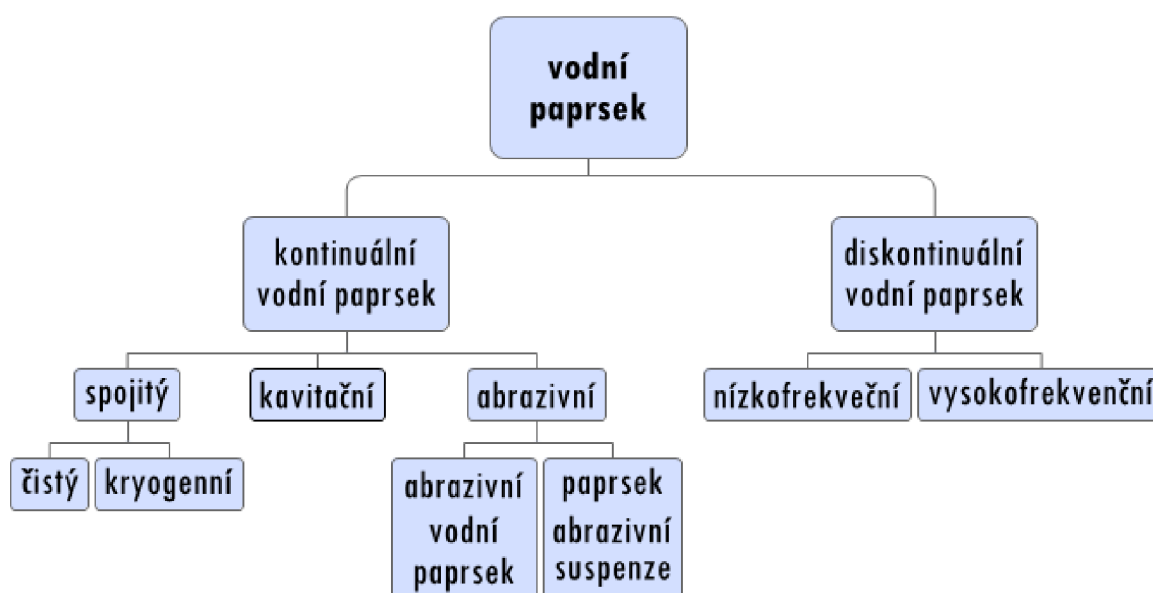 vodní
paprsek
kontinuální
vodní paprsek
diskontinuální
vodní paprsek
spojitý
kavitační
abrazivní
nízkofrekveční
vysokofrekvenční
čistý
kryogenní
abrazivní
vodní
paprsek
paprsek
abrazivní
suspenze